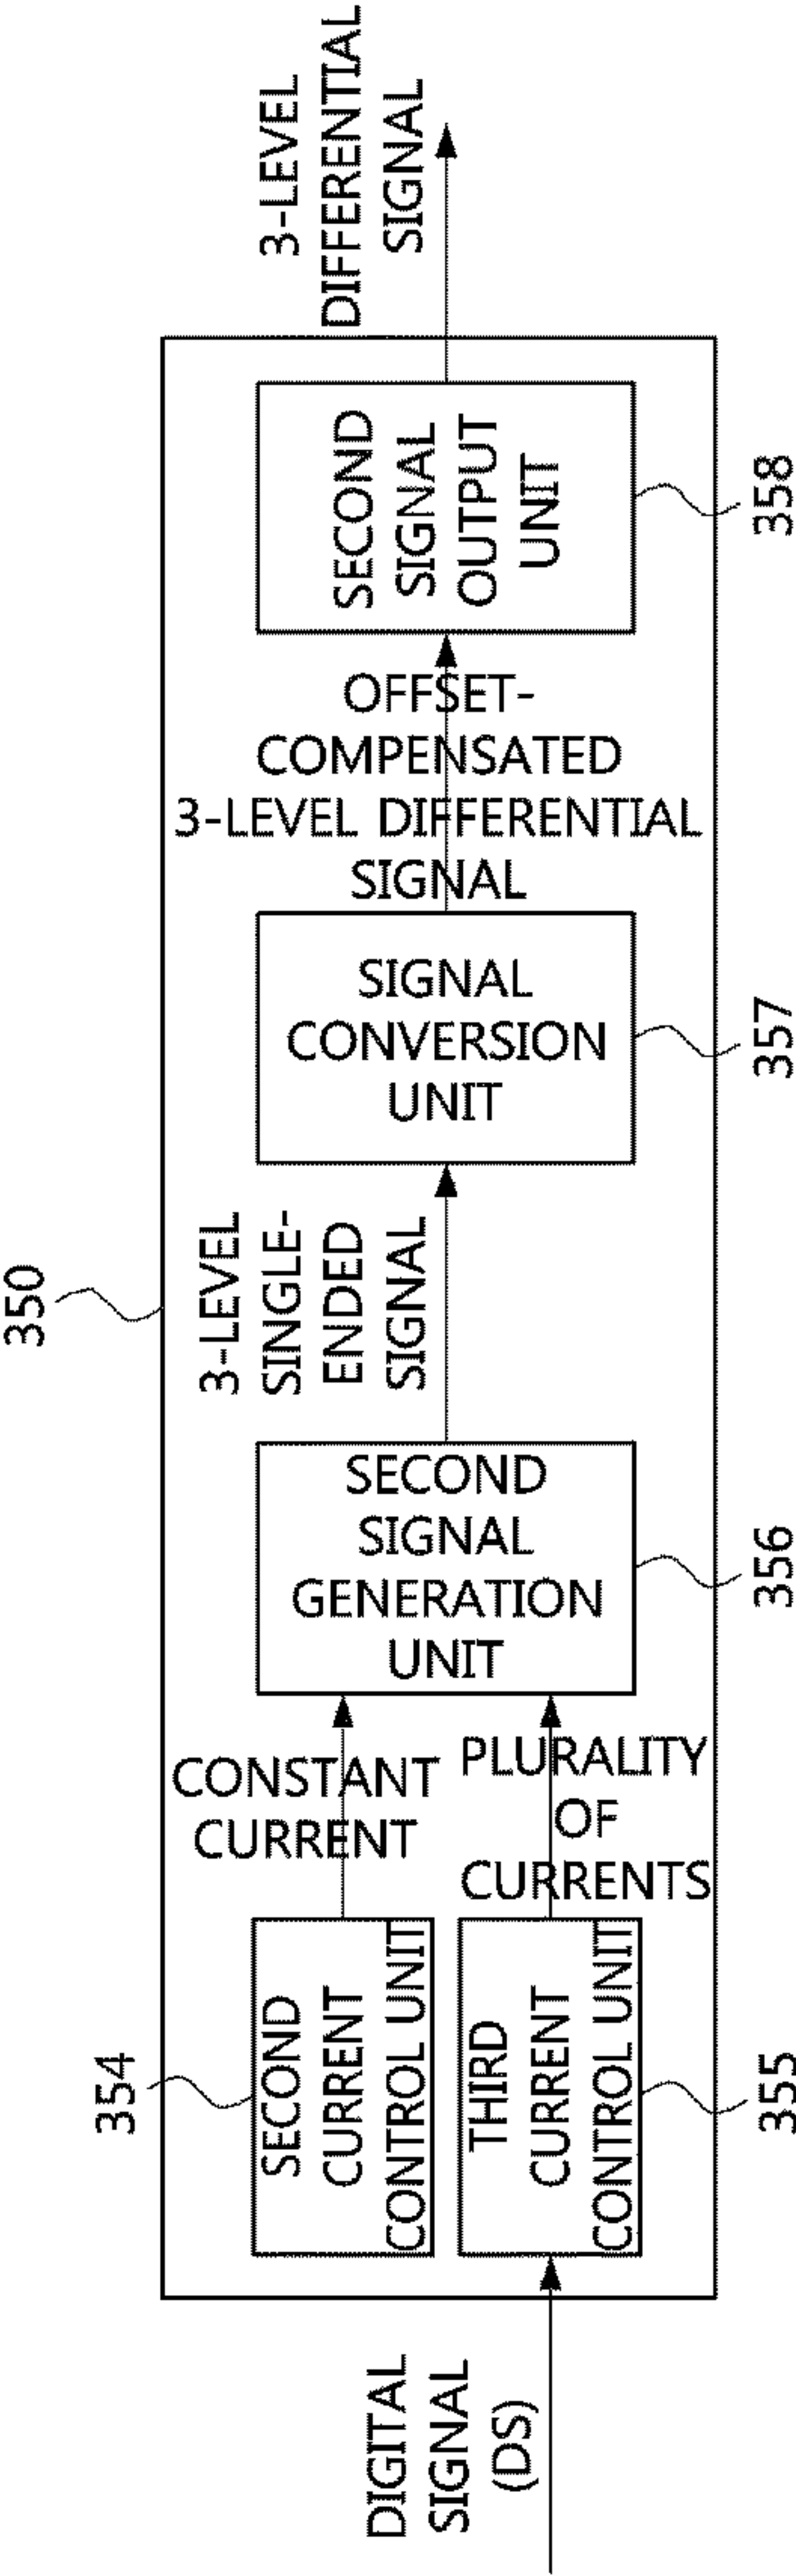 350
DIGITAL
SIGNAL
(DS)
354
SECOND
CURRENT
CONTROL UNIT
THIRD
CURRENT
CONTROL UNIT
355
CONSTANT
CURRENT
PLURALITY
OF
CURRENTS
SECOND
SIGNAL
GENERATION
UNIT
356
3-LEVEL
SINGLE-
ENDED
SIGNAL
SIGNAL
CONVERSION
UNIT
357
OFFSET-
COMPENSATED
3-LEVEL DIFFERENTIAL
SIGNAL
SECOND
SIGNAL
OUTPUT
UNIT
358
3-LEVEL
DIFFERENTIAL
SIGNAL